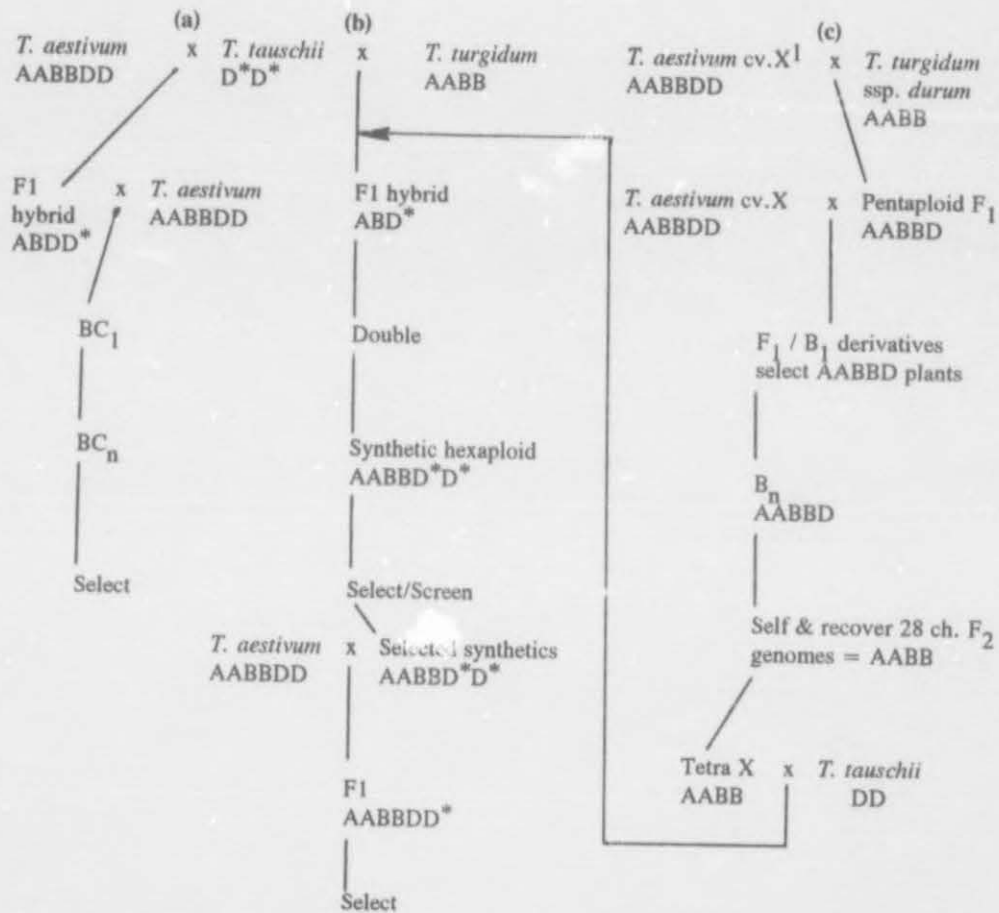 (a)
T. aestivum x T. tauschii
AABBDD D*D*
F1 x T. aestivum
hybrid AABBDD
ABDD*
BC1
BCn
Select
(b)
x T. turgidum
AABB
F1 hybrid
ABD*
Double
Synthetic hexaploid
AABBD*D*
Select/Screen
T. aestivum x Selected synthetics
AABBDD AABBD*D*
F1
AABBDD*
Select
(c)
T. aestivum cv.X1 x T. turgidum
AABBDD ssp. durum
AABB
T. aestivum cv.X x Pentaploid F1
AABBDD AABBD
F1 / B1 derivatives
select AABBD plants
Bn
AABBD
Self & recover 28 ch. F2
genomes = AABB
Tetra X x T. tauschii
AABB DD